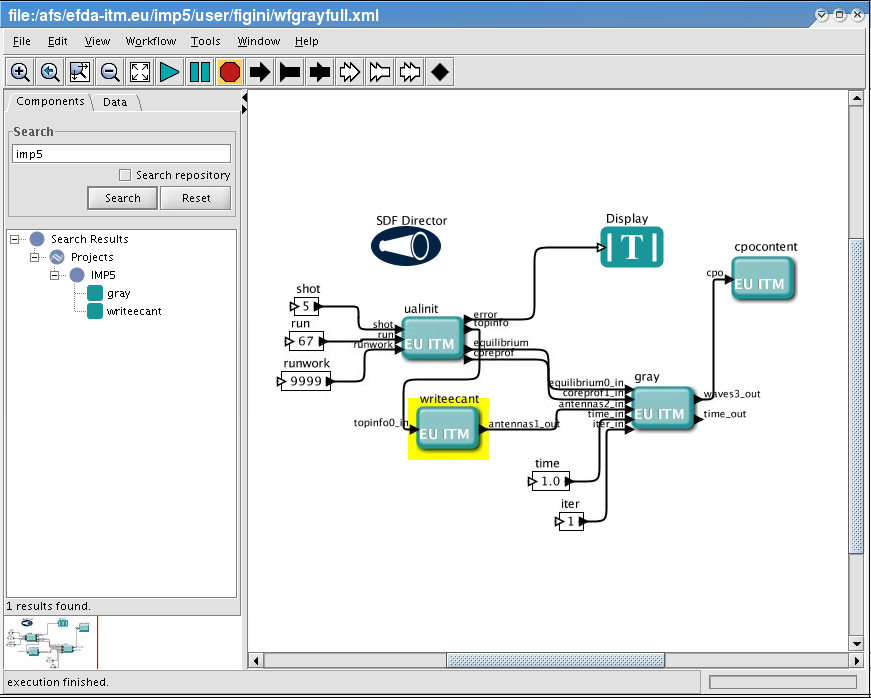 file:/afs/efda-itm.eu/imp5/user/figini/wfgrayfull.xml
File Edit View Workflow Tools Window Help
Components Data
Search
imp5
Search repository
Search Reset
Search Results
Projects
IMP5
gray
writeecant
1 results found.
SDF Director
Display
T
cpocontent
cpo
EU ITM
shot
5
run
67
runwork
9999
ualinit
shot
run
runwork
EU ITM
error
topinfo
equilibrium
coreprof
writeecant
topinfo0_in
EU ITM
antennas1_out
gray
equilibrium0_in
coreprof1_in
antennas2_in
time_in
iter_in
EU ITM
waves3_out
time_out
time
1.0
iter
1
execution finished.